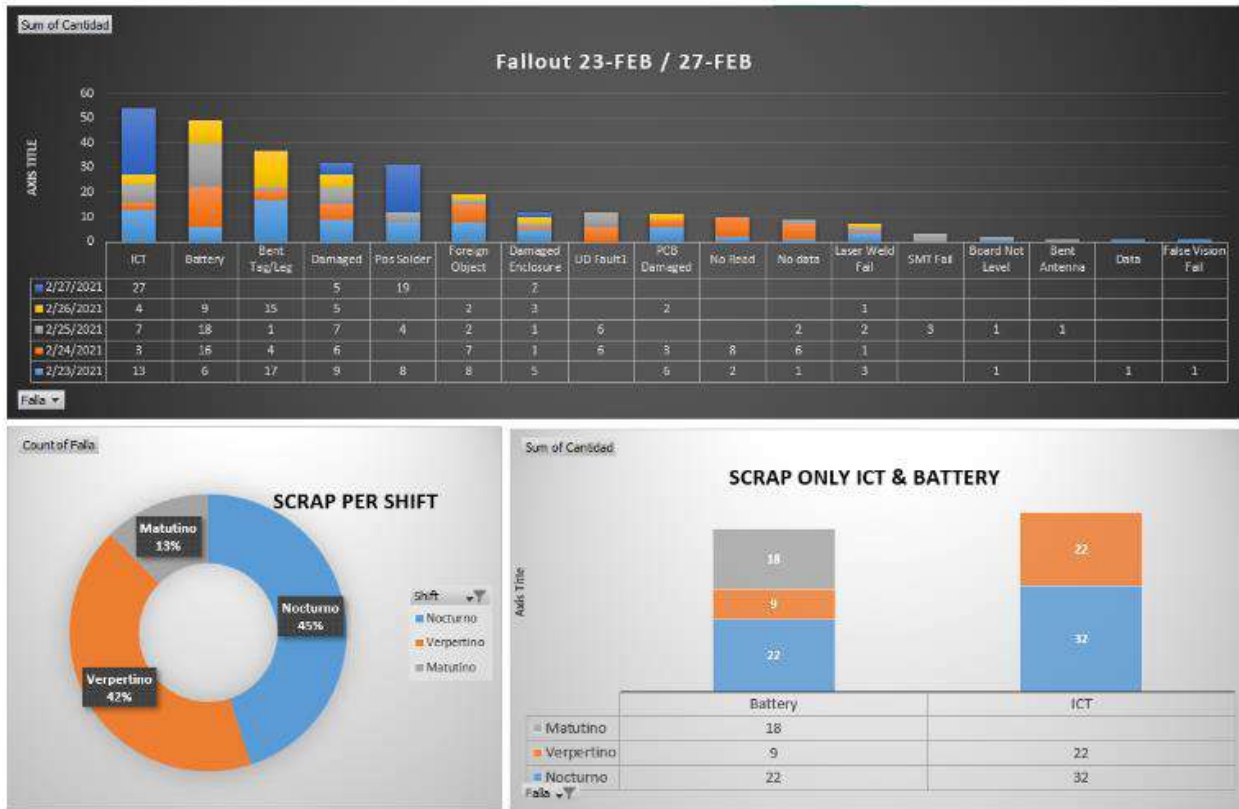 Sum of Cantidad
Fallout 23-FEB / 27-FEB
AXIS TITLE
60
50
40
30
20
10
0
ICT Battery Bent Tag/Leg Damaged Pos Solder Foreign Object Damaged Enclosure UD Fault1 PCB Damaged No Read No data Laser Weld Fail SMT Fail Board Not Level Bent Antenna Data False Vision Fail
2/27/2021 27 5 19 2
2/26/2021 4 9 15 5 2 3 2 1
2/25/2021 7 18 1 7 4 2 1 6 2 2 3 1 1
2/24/2021 3 16 4 6 7 1 6 3 8 6 1
2/23/2021 13 6 17 9 8 8 5 6 2 1 3 1 1 1
Falla
Count of Falla
SCRAP PER SHIFT
Matutino
13%
Nocturno
45%
Verpertino
42%
Shift
Nocturno
Verpertino
Matutino
Sum of Cantidad
SCRAP ONLY ICT & BATTERY
Axis Title
18
9
22
22
32
Battery ICT
Matutino 18
Verpertino 9 22
Nocturno 22 32
Falla